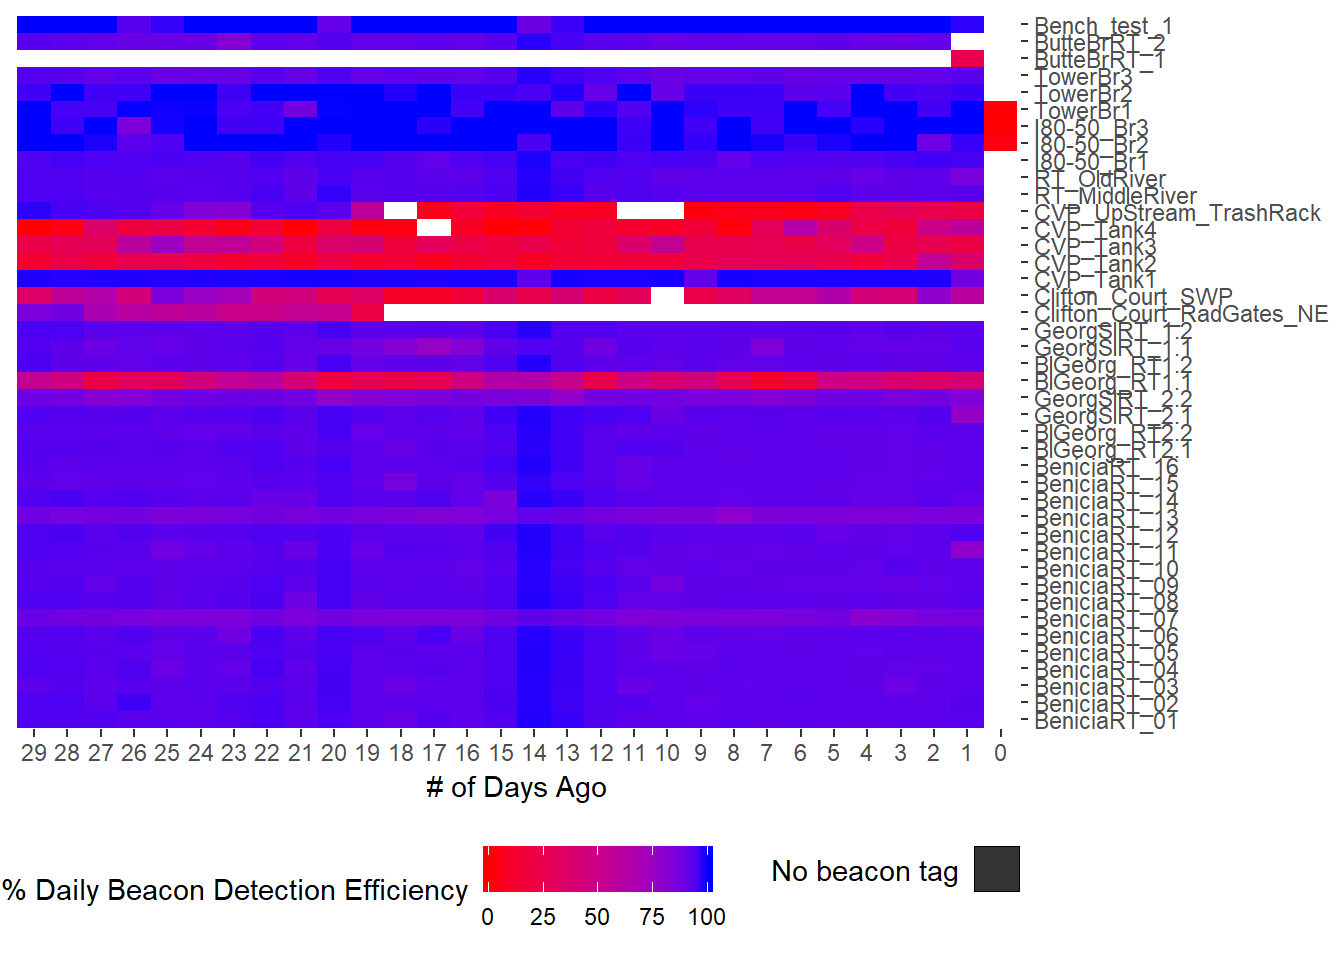 Bench_test_1
ButteBrRT_2
ButteBrRT_1
TowerBr3
TowerBr2
TowerBr1
I80-50_Br3
I80-50_Br2
I80-50_Br1
RT_OldRiver
RT_MiddleRiver
CVP_UpStream_TrashRack
CVP_Tank4
CVP_Tank3
CVP_Tank2
CVP_Tank1
Clifton_Court_SWP
Clifton_Court_RadGates_NE
GeorgSlRT_1.2
GeorgSlRT_1.1
BlGeorg_RT1.2
BlGeorg_RT1.1
GeorgSlRT_2.2
GeorgSlRT_2.1
BlGeorg_RT2.2
BlGeorg_RT2.1
BeniciaRT_16
BeniciaRT_15
BeniciaRT_14
BeniciaRT_13
BeniciaRT_12
BeniciaRT_11
BeniciaRT_10
BeniciaRT_09
BeniciaRT_08
BeniciaRT_07
BeniciaRT_06
BeniciaRT_05
BeniciaRT_04
BeniciaRT_03
BeniciaRT_02
BeniciaRT_01
29 28 27 26 25 24 23 22 21 20 19 18 17 16 15 14 13 12 11 10 9 8 7 6 5 4 3 2 1 0
# of Days Ago
% Daily Beacon Detection Efficiency
0 25 50 75 100
No beacon tag